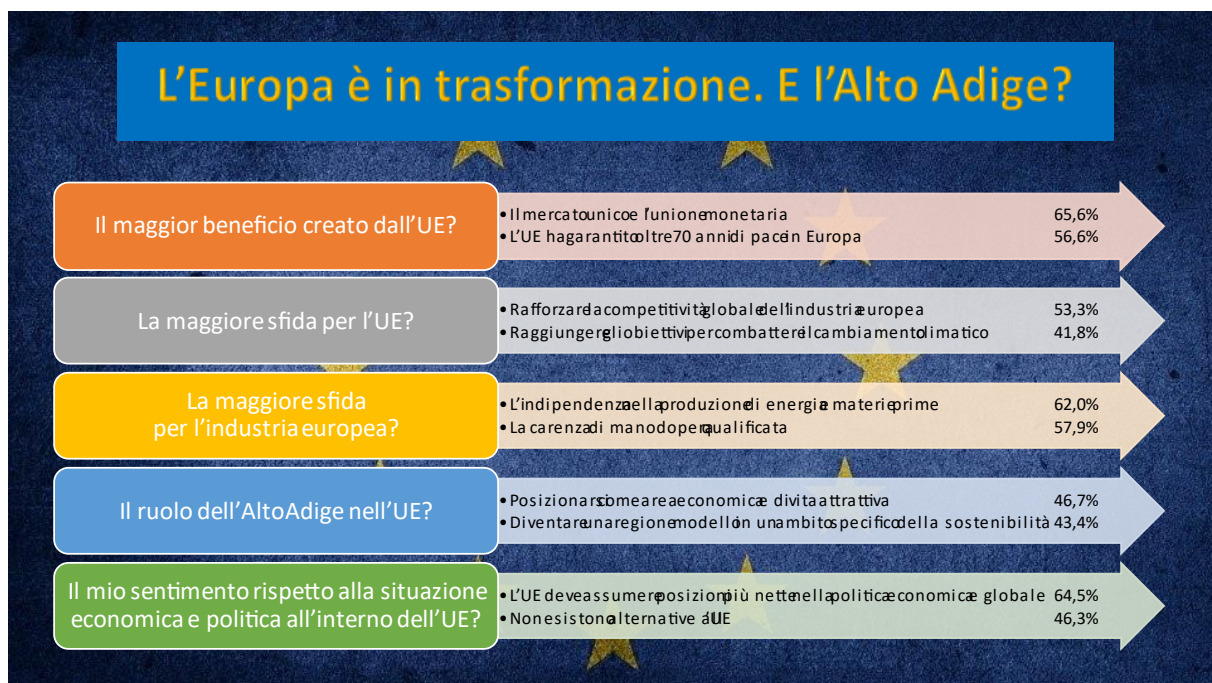 L'Europa è in trasformazione. E l'Alto Adige?
Il maggior beneficio creato dall'UE?
• Il mercato unico e l'unione monetaria 65,6%
• L'UE ha garantito oltre 70 anni di pace in Europa 56,6%
La maggiore sfida per l'UE?
• Rafforzare la competitività globale dell'industria europea 53,3%
• Raggiungere gli obiettivi per combattere il cambiamento climatico 41,8%
La maggiore sfida
per l'industria europea?
• L'indipendenza nella produzione di energia e materie prime 62,0%
• La carenza di manodopera qualificata 57,9%
Il ruolo dell'Alto Adige nell'UE?
• Posizionarsi come area economica e di vita attrattiva 46,7%
• Diventare una regione modello in un ambito specifico della sostenibilità 43,4%
Il mio sentimento rispetto alla situazione
economica e politica all'interno dell'UE?
• L'UE deve assumere posizioni più nette nella politica economica e globale 64,5%
• Non esistono alternative all'UE 46,3%